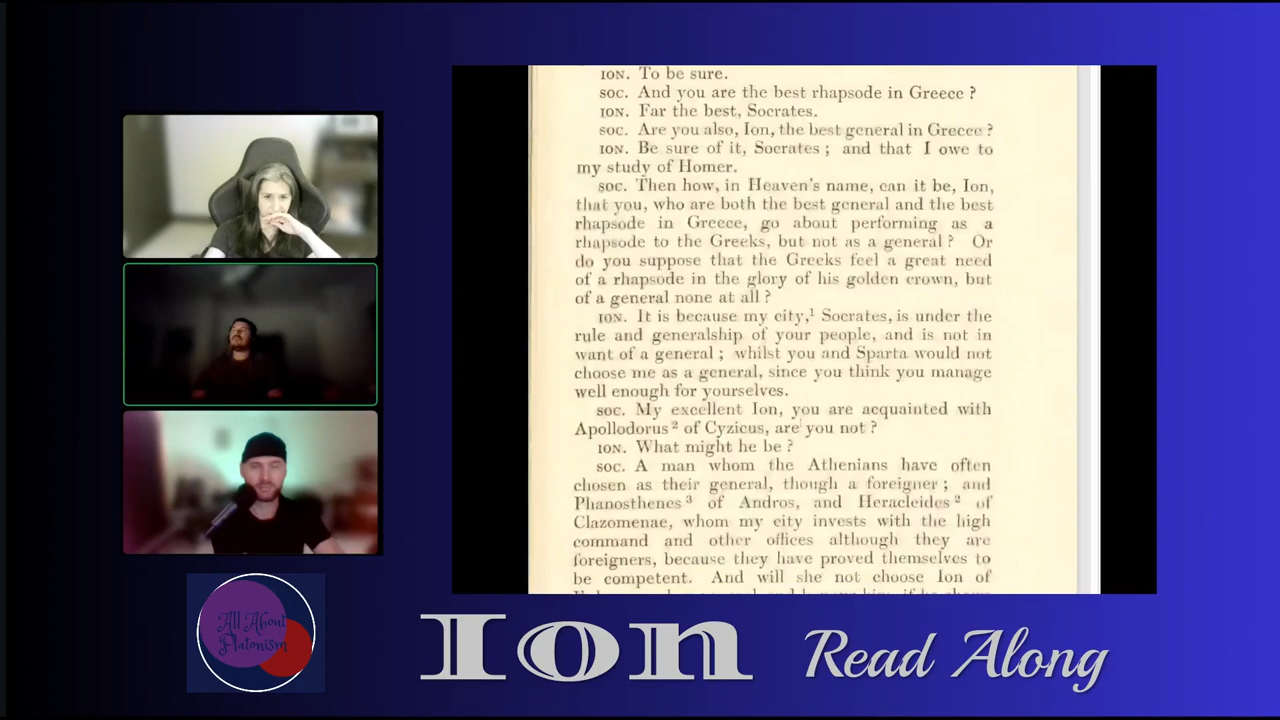 ION. To be sure.
SOC. And you are the best rhapsode in Greece ?
ION. Far the best, Socrates.
SOC. Are you also, Ion, the best general in Greece ?
ION. Be sure of it, Socrates ; and that I owe to
my study of Homer.
SOC. Then how, in Heaven's name, can it be, Ion,
that you, who are both the best general and the best
rhapsode in Greece, go about performing as a
rhapsode to the Greeks, but not as a general ? Or
do you suppose that the Greeks feel a great need
of a rhapsode in the glory of his golden crown, but
of a general none at all ?
ION. It is because my city,¹ Socrates, is under the
rule and generalship of your people, and is not in
want of a general ; whilst you and Sparta would not
choose me as a general, since you think you manage
well enough for yourselves.
SOC. My excellent Ion, you are acquainted with
Apollodorus ² of Cyzicus, are you not ?
ION. What might he be ?
SOC. A man whom the Athenians have often
chosen as their general, though a foreigner ; and
Phanosthenes ³ of Andros, and Heracleides ² of
Clazomenae, whom my city invests with the high
command and other offices although they are
foreigners, because they have proved themselves to
be competent. And will she not choose Ion of
All About
Platonism
Ion Read Along